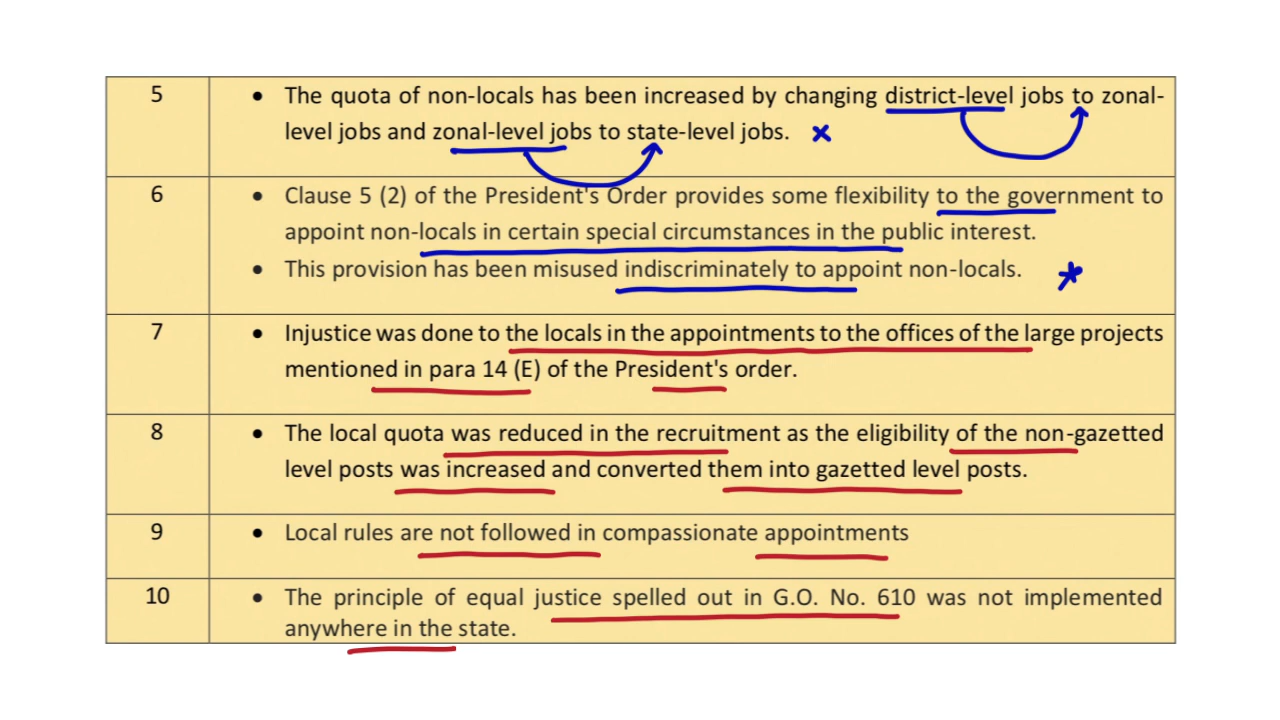 5
• The quota of non-locals has been increased by changing district-level jobs to zonal-
level jobs and zonal-level jobs to state-level jobs.
6
• Clause 5 (2) of the President's Order provides some flexibility to the government to
appoint non-locals in certain special circumstances in the public interest.
• This provision has been misused indiscriminately to appoint non-locals.
7
• Injustice was done to the locals in the appointments to the offices of the large projects
mentioned in para 14 (E) of the President's order.
8
• The local quota was reduced in the recruitment as the eligibility of the non-gazetted
level posts was increased and converted them into gazetted level posts.
9
• Local rules are not followed in compassionate appointments
10
• The principle of equal justice spelled out in G.O. No. 610 was not implemented
anywhere in the state.